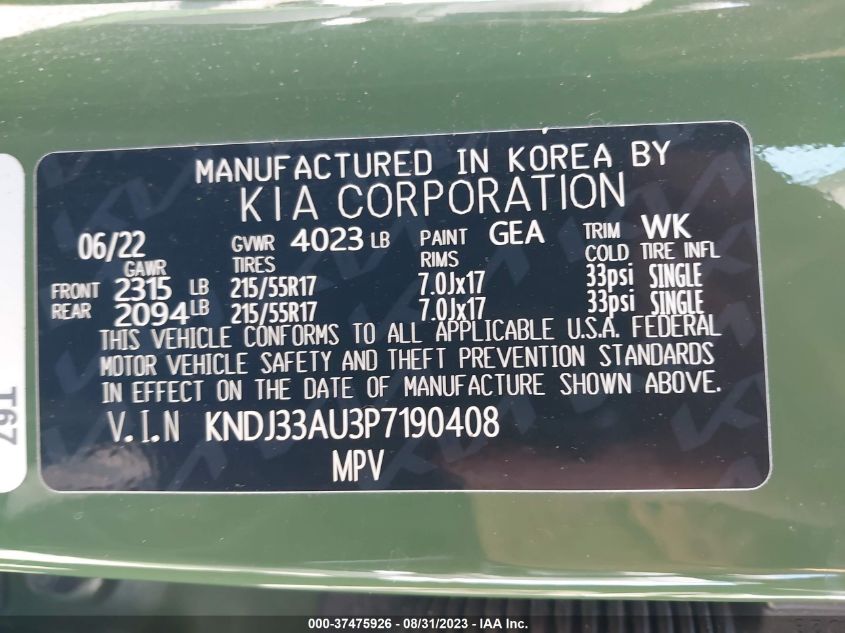 MANUFACTURED IN KOREA BY
KIA CORPORATION
06/22 GVWR 4023 LB PAINT GEA TRIM WK
GAWR TIRES RIMS COLD TIRE INFL
FRONT 2315 LB 215/55R17 7.0Jx17 33psi SINGLE
REAR 2094 LB 215/55R17 7.0Jx17 33psi SINGLE
THIS VEHICLE CONFORMS TO ALL APPLICABLE U.S.A. FEDERAL
MOTOR VEHICLE SAFETY AND THEFT PREVENTION STANDARDS
IN EFFECT ON THE DATE OF MANUFACTURE SHOWN ABOVE.
V.I.N KNDJ33AU3P7190408
MPV
000-37475926 - 08/31/2023 - IAA Inc.